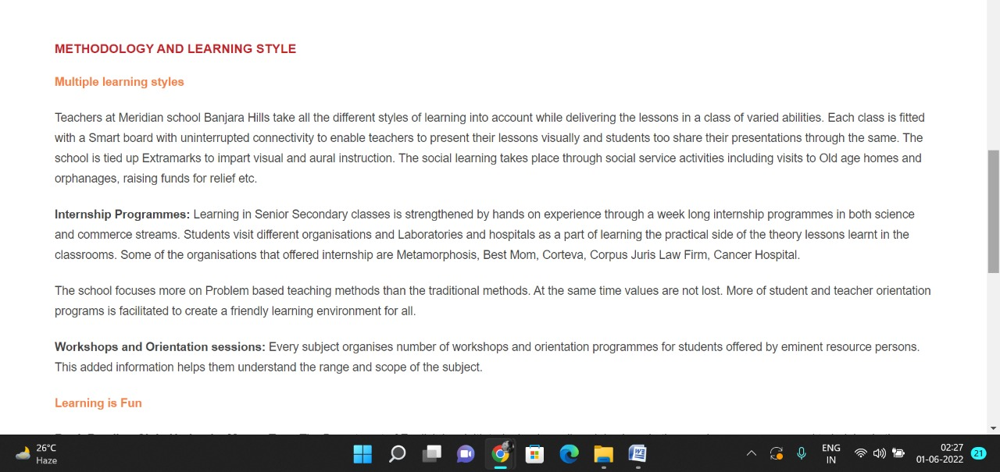 METHODOLOGY AND LEARNING STYLE
Multiple learning styles
Teachers at Meridian school Banjara Hills take all the different styles of learning into account while delivering the lessons in a class of varied abilities. Each class is fitted
with a Smart board with uninterrupted connectivity to enable teachers to present their lessons visually and students too share their presentations through the same. The
school is tied up Extramarks to impart visual and aural instruction. The social learning takes place through social service activities including visits to Old age homes and
orphanages, raising funds for relief etc.
Internship Programmes: Learning in Senior Secondary classes is strengthened by hands on experience through a week long internship programmes in both science
and commerce streams. Students visit different organisations and Laboratories and hospitals as a part of learning the practical side of the theory lessons learnt in the
classrooms. Some of the organisations that offered internship are Metamorphosis, Best Mom, Corteva, Corpus Juris Law Firm, Cancer Hospital.
The school focuses more on Problem based teaching methods than the traditional methods. At the same time values are not lost. More of student and teacher orientation
programs is facilitated to create a friendly learning environment for all.
Workshops and Orientation sessions: Every subject organises number of workshops and orientation programmes for students offered by eminent resource persons.
This added information helps them understand the range and scope of the subject.
Learning is Fun
26°C
Haze
ENG
IN
02:27
01-06-2022
21